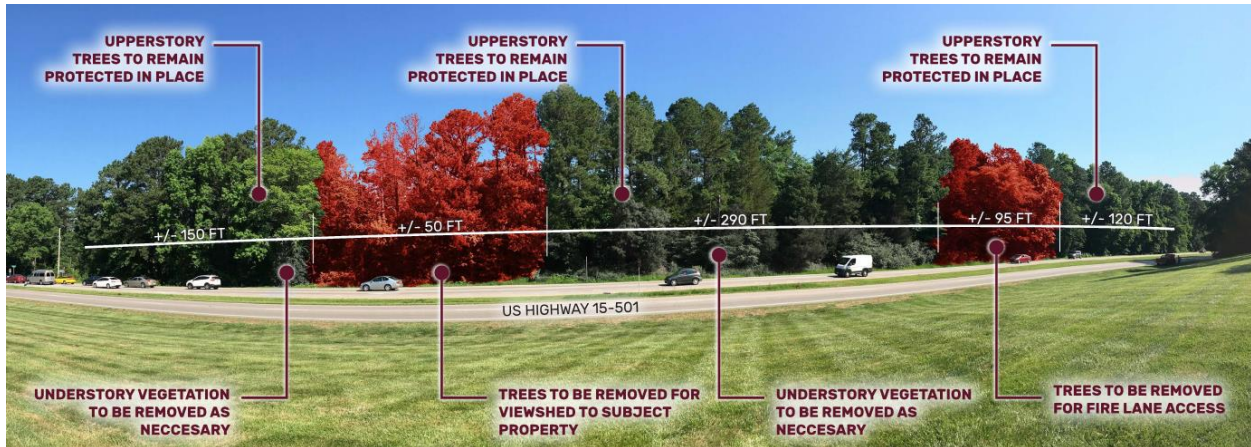 UPPERSTORY
TREES TO REMAIN
PROTECTED IN PLACE
UPPERSTORY
TREES TO REMAIN
PROTECTED IN PLACE
UPPERSTORY
TREES TO REMAIN
PROTECTED IN PLACE
+/- 150 FT
+/- 50 FT
+/- 290 FT
+/- 95 FT
+/- 120 FT
US HIGHWAY 15-501
UNDERSTORY VEGETATION
TO BE REMOVED AS
NECCESARY
TREES TO BE REMOVED FOR
VIEWSHED TO SUBJECT
PROPERTY
UNDERSTORY VEGETATION
TO BE REMOVED AS
NECCESARY
TREES TO BE REMOVED
FOR FIRE LANE ACCESS